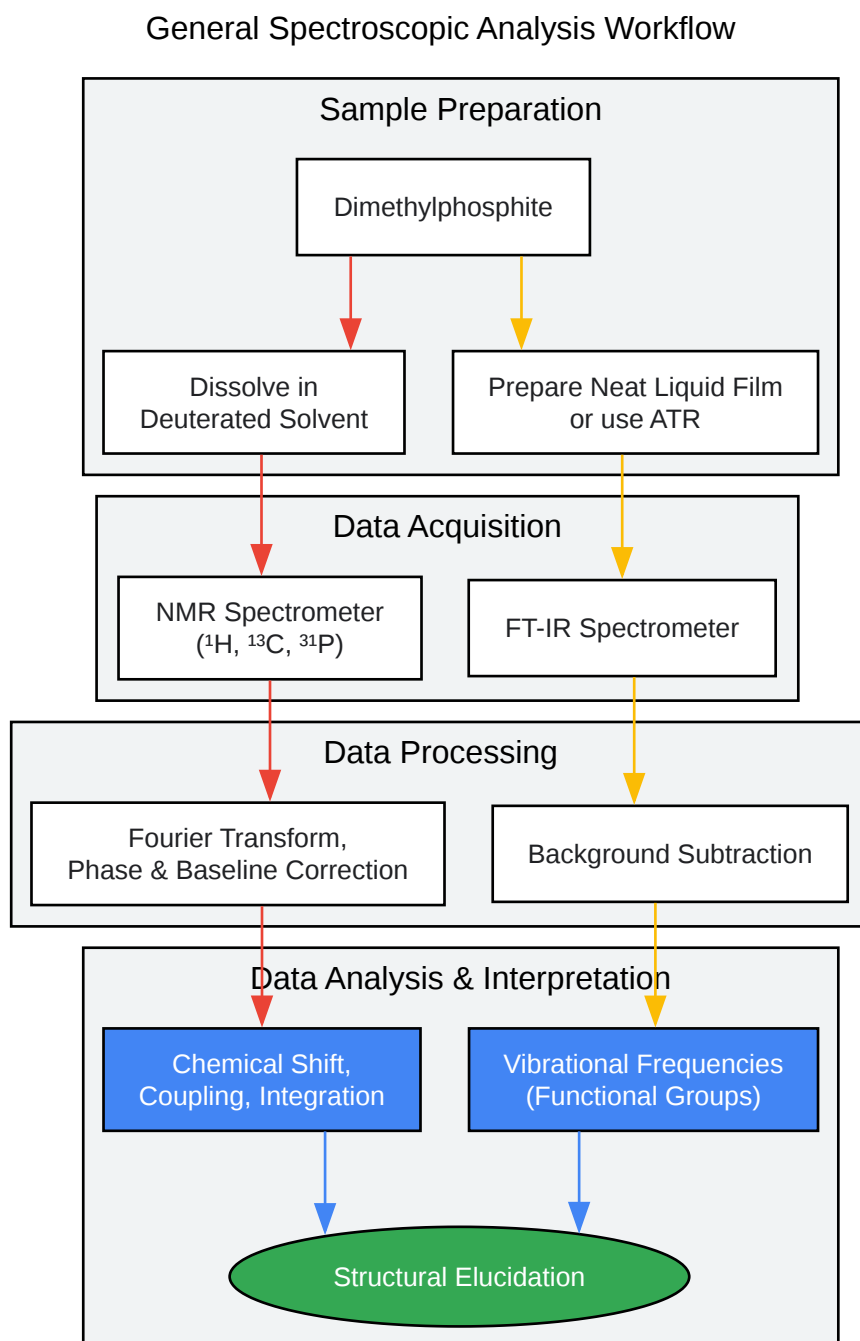 General Spectroscopic Analysis Workflow
Sample Preparation
Dimethylphosphite
Dissolve in
Deuterated Solvent
Prepare Neat Liquid Film
or use ATR
Data Acquisition
NMR Spectrometer
(¹H, ¹³C, ³¹P)
FT-IR Spectrometer
Data Processing
Fourier Transform,
Phase & Baseline Correction
Background Subtraction
Data Analysis & Interpretation
Chemical Shift,
Coupling, Integration
Vibrational Frequencies
(Functional Groups)
Structural Elucidation